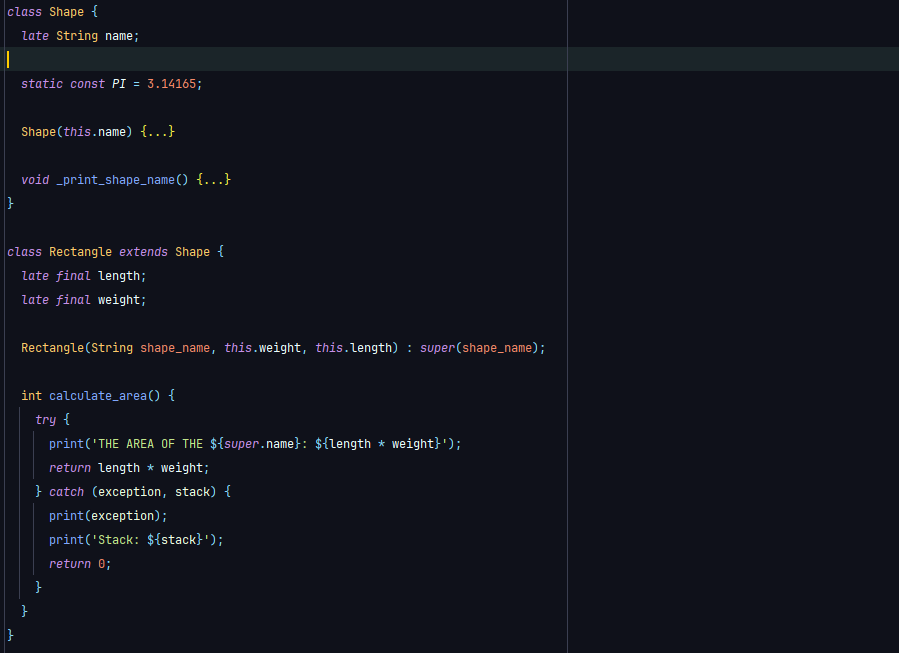 class Shape {
  late String name;

  static const PI = 3.14165;

  Shape(this.name) {...}

  void _print_shape_name() {...}
}

class Rectangle extends Shape {
  late final length;
  late final weight;

  Rectangle(String shape_name, this.weight, this.length) : super(shape_name);

  int calculate_area() {
    try {
      print('THE AREA OF THE ${super.name}: ${length * weight}');
      return length * weight;
    } catch (exception, stack) {
      print(exception);
      print('Stack: ${stack}');
      return 0;
    }
  }
}